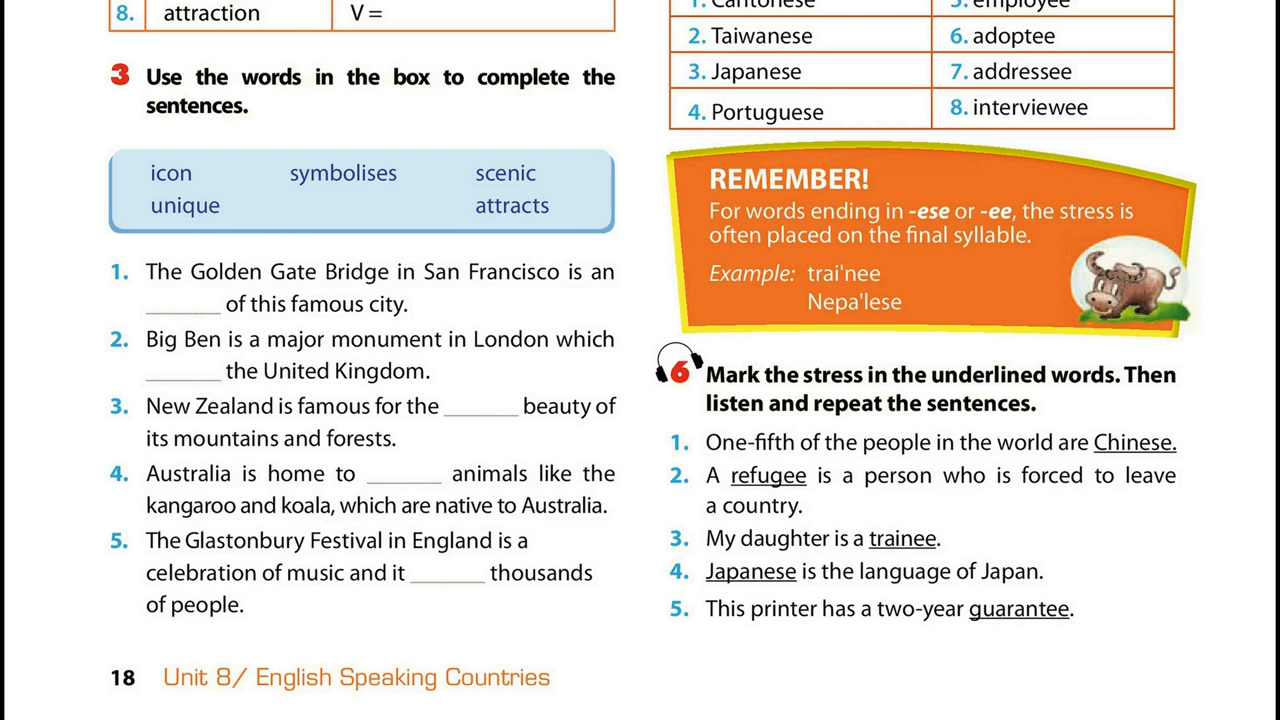 8. attraction V =
3 Use the words in the box to complete the
sentences.
icon symbolises scenic
unique attracts
1. The Golden Gate Bridge in San Francisco is an
_______ of this famous city.
2. Big Ben is a major monument in London which
_______ the United Kingdom.
3. New Zealand is famous for the _______ beauty of
its mountains and forests.
4. Australia is home to _______ animals like the
kangaroo and koala, which are native to Australia.
5. The Glastonbury Festival in England is a
celebration of music and it _______ thousands
of people.
18 Unit 8/ English Speaking Countries
1. Cantonese 5. employee
2. Taiwanese 6. adoptee
3. Japanese 7. addressee
4. Portuguese 8. interviewee
REMEMBER!
For words ending in -ese or -ee, the stress is
often placed on the final syllable.
Example: trai'nee
Nepa'lese
6 Mark the stress in the underlined words. Then
listen and repeat the sentences.
1. One-fifth of the people in the world are Chinese.
2. A refugee is a person who is forced to leave
a country.
3. My daughter is a trainee.
4. Japanese is the language of Japan.
5. This printer has a two-year guarantee.